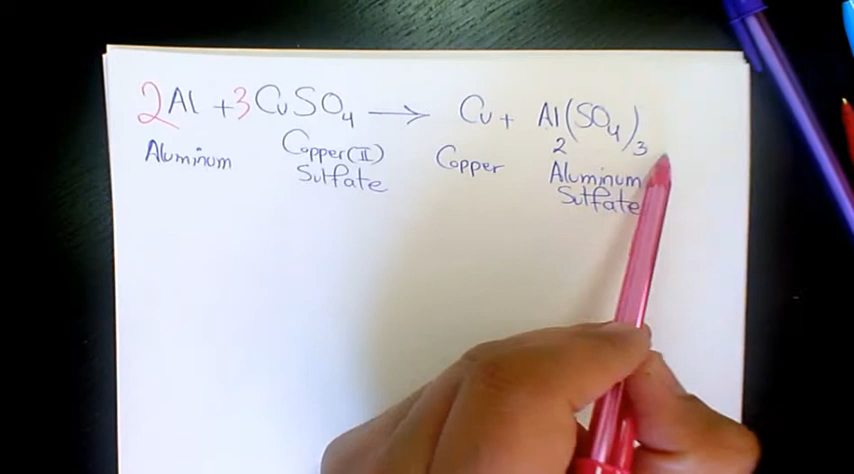 2Al + 3CuSO4 → Cu + Al2(SO4)3
Aluminum Copper(II) Copper Aluminum
Sulfate Sulfate